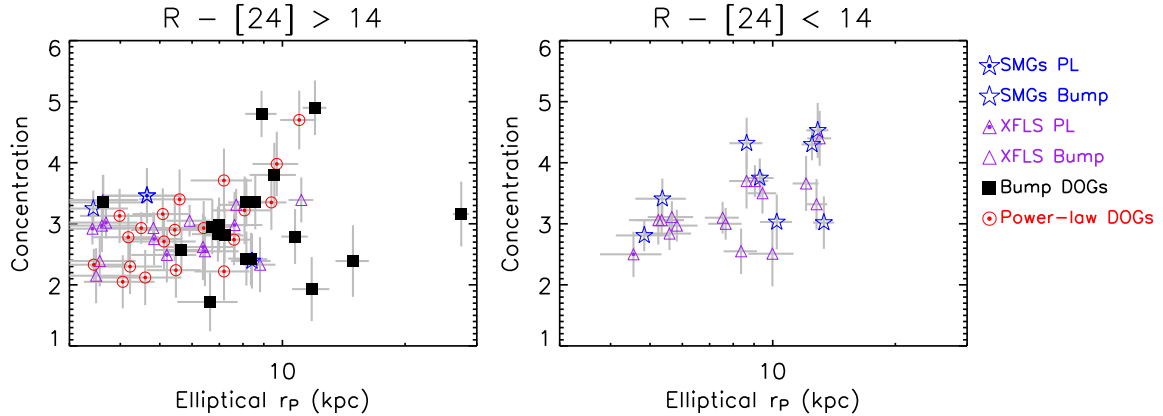 R - [24] > 14
R - [24] < 14
6
5
4
3
2
1
Concentration
10
Elliptical rP (kpc)
6
5
4
3
2
1
Concentration
10
Elliptical rP (kpc)
SMGs PL
SMGs Bump
XFLS PL
XFLS Bump
Bump DOGs
Power-law DOGs